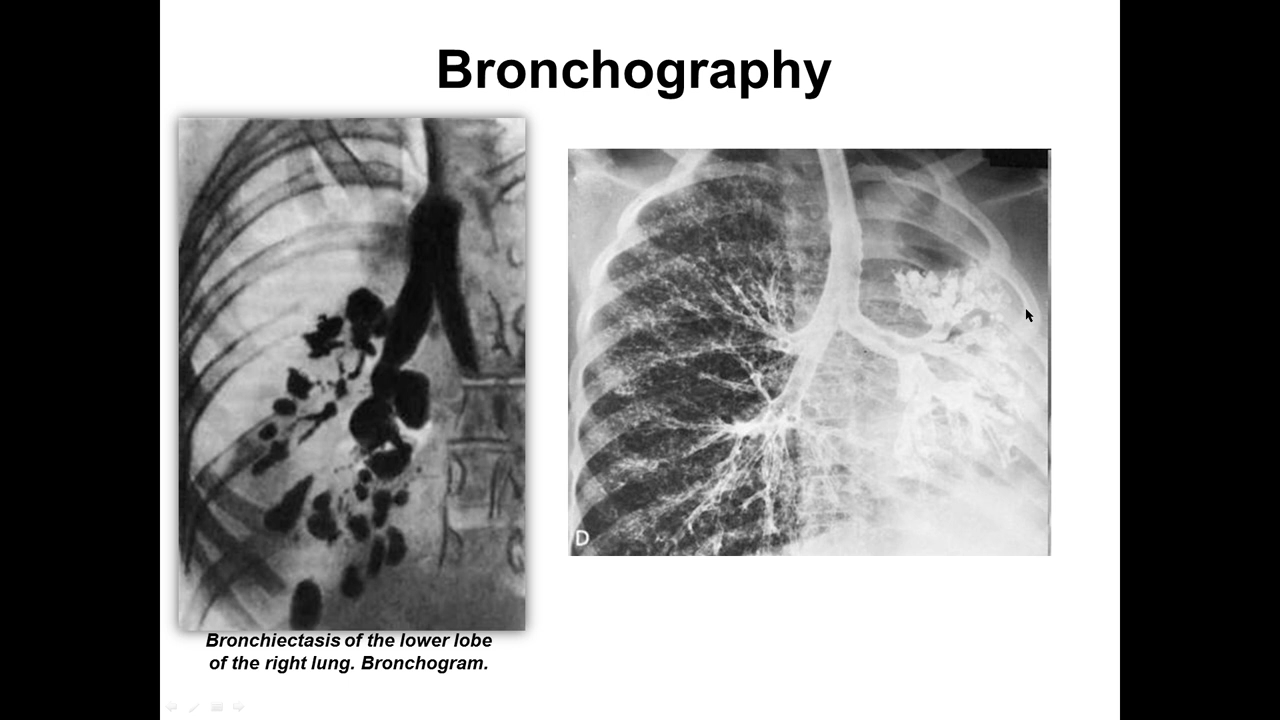 Bronchography
D
Bronchiectasis of the lower lobe
of the right lung. Bronchogram.